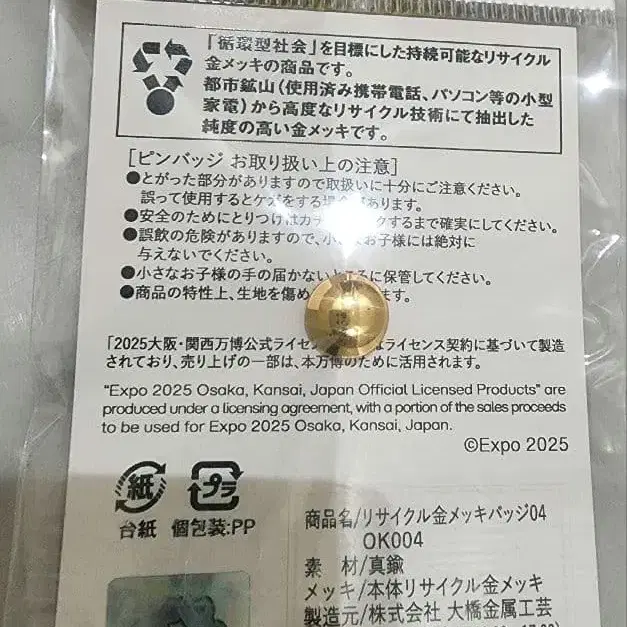 「循環型社会」を目標にした持続可能なリサイクル
金メッキの商品です。
都市鉱山(使用済み携帯電話、パソコン等の小型
家電)から高度なリサイクル技術にて抽出した
純度の高い金メッキです。
[ピンバッジ お取り扱い上の注意]
●とがった部分がありますので取扱いに十分にご注意ください。
誤って使用するとケガをする場合があります。
●安全のためにとりつけはカチ クするまで確実にしてください。
●誤飲の危険がありますので、小さなお子様には絶対に
与えないでください。
●小さなお子様の手の届かないところに保管してください。
●商品の特性上、生地を傷め ます。
「2025大阪・関西万博公式ライセン はライセンス契約に基づいて製造
されており、売り上げの一部は、本万博のために活用されます。
“Expo 2025 Osaka, Kansai, Japan Official Licensed Products” are
produced under a licensing agreement, with a portion of the sales proceeds
to be used for Expo 2025 Osaka, Kansai, Japan.
©Expo 2025
紙 プラ
台紙 個包装:PP
商品名/リサイクル金メッキバッジ04
OK004
素 材/真鍮
メッキ/本体リサイクル金メッキ
製造元/株式会社 大橋金属工芸